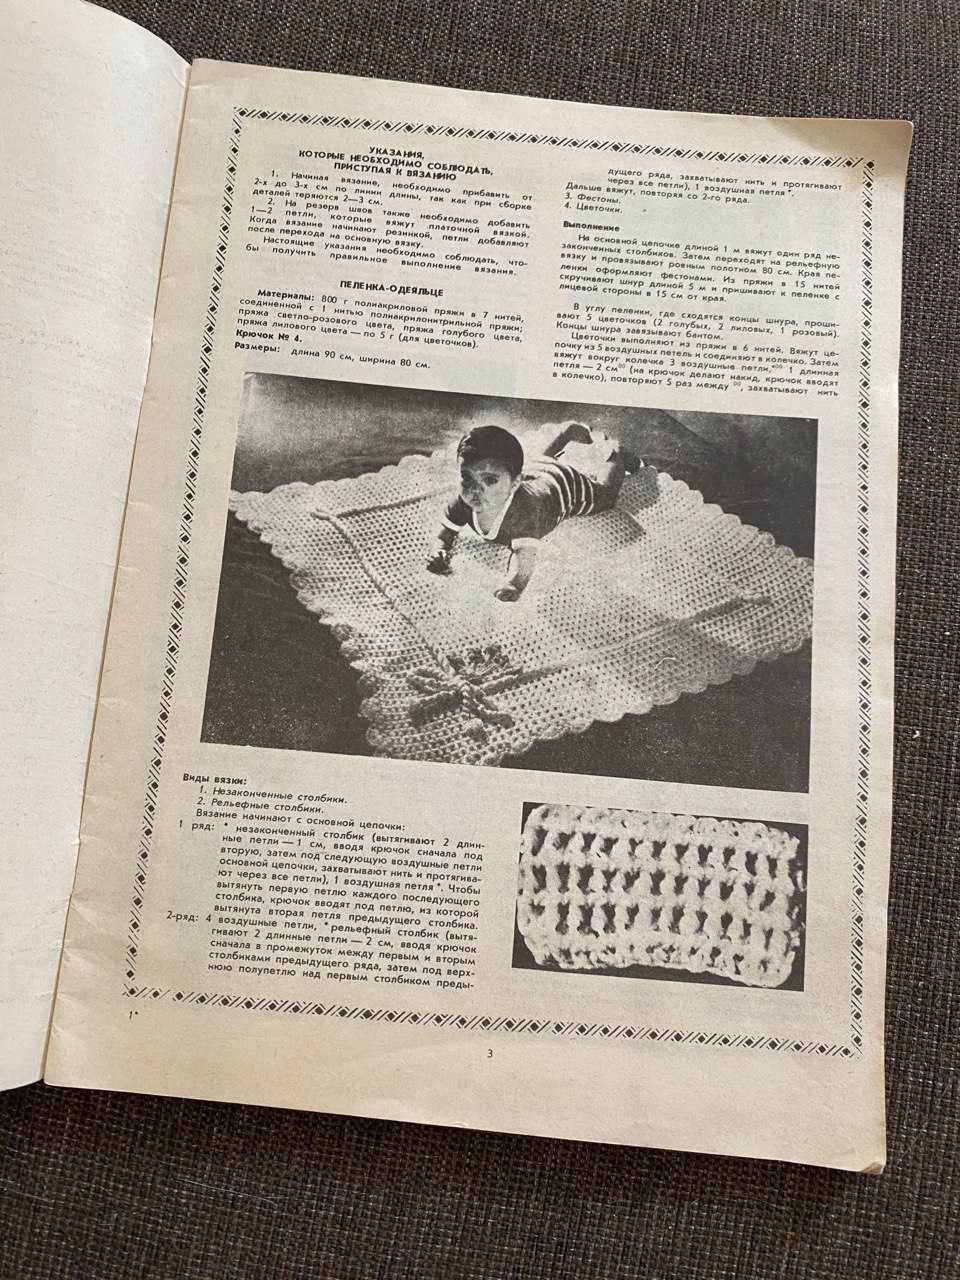 УКАЗАНИЯ,
КОТОРЫЕ НЕОБХОДИМО СОБЛЮДАТЬ,
ПРИСТУПАЯ К ВЯЗАНИЮ
1. Начиная вязание, необходимо прибавить от
2-х до 3-х см по линии длины, так как при сборке
деталей теряются 2—3 см.
2. На резерв швов также необходимо добавить
1—2 петли, которые вяжут платочной вязкой.
Когда вязание начинают резинкой, петли добавляют
после перехода на основную вязку.
Настоящие указания необходимо соблюдать, что-
бы получить правильное выполнение вязания.
ПЕЛЕНКА-ОДЕЯЛЬЦЕ
Материалы: 800 г полиакриловой пряжи в 7 нитей,
соединенной с 1 нитью полиакрилонитрильной пряжи;
пряжа светло-розового цвета, пряжа голубого цвета,
пряжа лилового цвета — по 5 г (для цветочков).
Крючок № 4.
Размеры: длина 90 см, ширина 80 см.
дущего ряда, захватывают нить и протягивают
через все петли), 1 воздушная петля *.
Дальше вяжут, повторяя со 2-го ряда.
3. Фестоны.
4. Цветочки.
Выполнение
На основной цепочке длиной 1 м вяжут один ряд не-
законченных столбиков. Затем переходят на рельефную
вязку и провязывают ровным полотном 80 см. Края пе-
ленки оформляют фестонами. Из пряжи в 15 нитей
скручивают шнур длиной 5 м и пришивают к пеленке с
лицевой стороны в 15 см от края.
В углу пеленки, где сходятся концы шнура, проши-
вают 5 цветочков (2 голубых, 2 лиловых, 1 розовый).
Концы шнура завязывают бантом.
Цветочки выполняют из пряжи в 6 нитей. Вяжут це-
почку из 5 воздушных петель и соединяют в колечко. Затем
вяжут вокруг колечка 3 воздушные петли, *°° 1 длинная
петля — 2 см°° (на крючок делают накид, крючок вводят
в колечко), повторяют 5 раз между °°, захватывают нить
Виды вязки:
1. Незаконченные столбики.
2. Рельефные столбики.
Вязание начинают с основной цепочки:
1 ряд: * незаконченный столбик (вытягивают 2 длин-
ные петли — 1 см, вводя крючок сначала под
вторую, затем под следующую воздушные петли
основной цепочки, захватывают нить и протягива-
ют через все петли), 1 воздушная петля *. Чтобы
вытянуть первую петлю каждого последующего
столбика, крючок вводят под петлю, из которой
вытянута вторая петля предыдущего столбика.
2-ряд: 4 воздушные петли, * рельефный столбик (вытя-
гивают 2 длинные петли — 2 см, вводя крючок
сначала в промежуток между первым и вторым
столбиками предыдущего ряда, затем под верх-
нюю полупетлю над первым столбиком преды-
1*
3